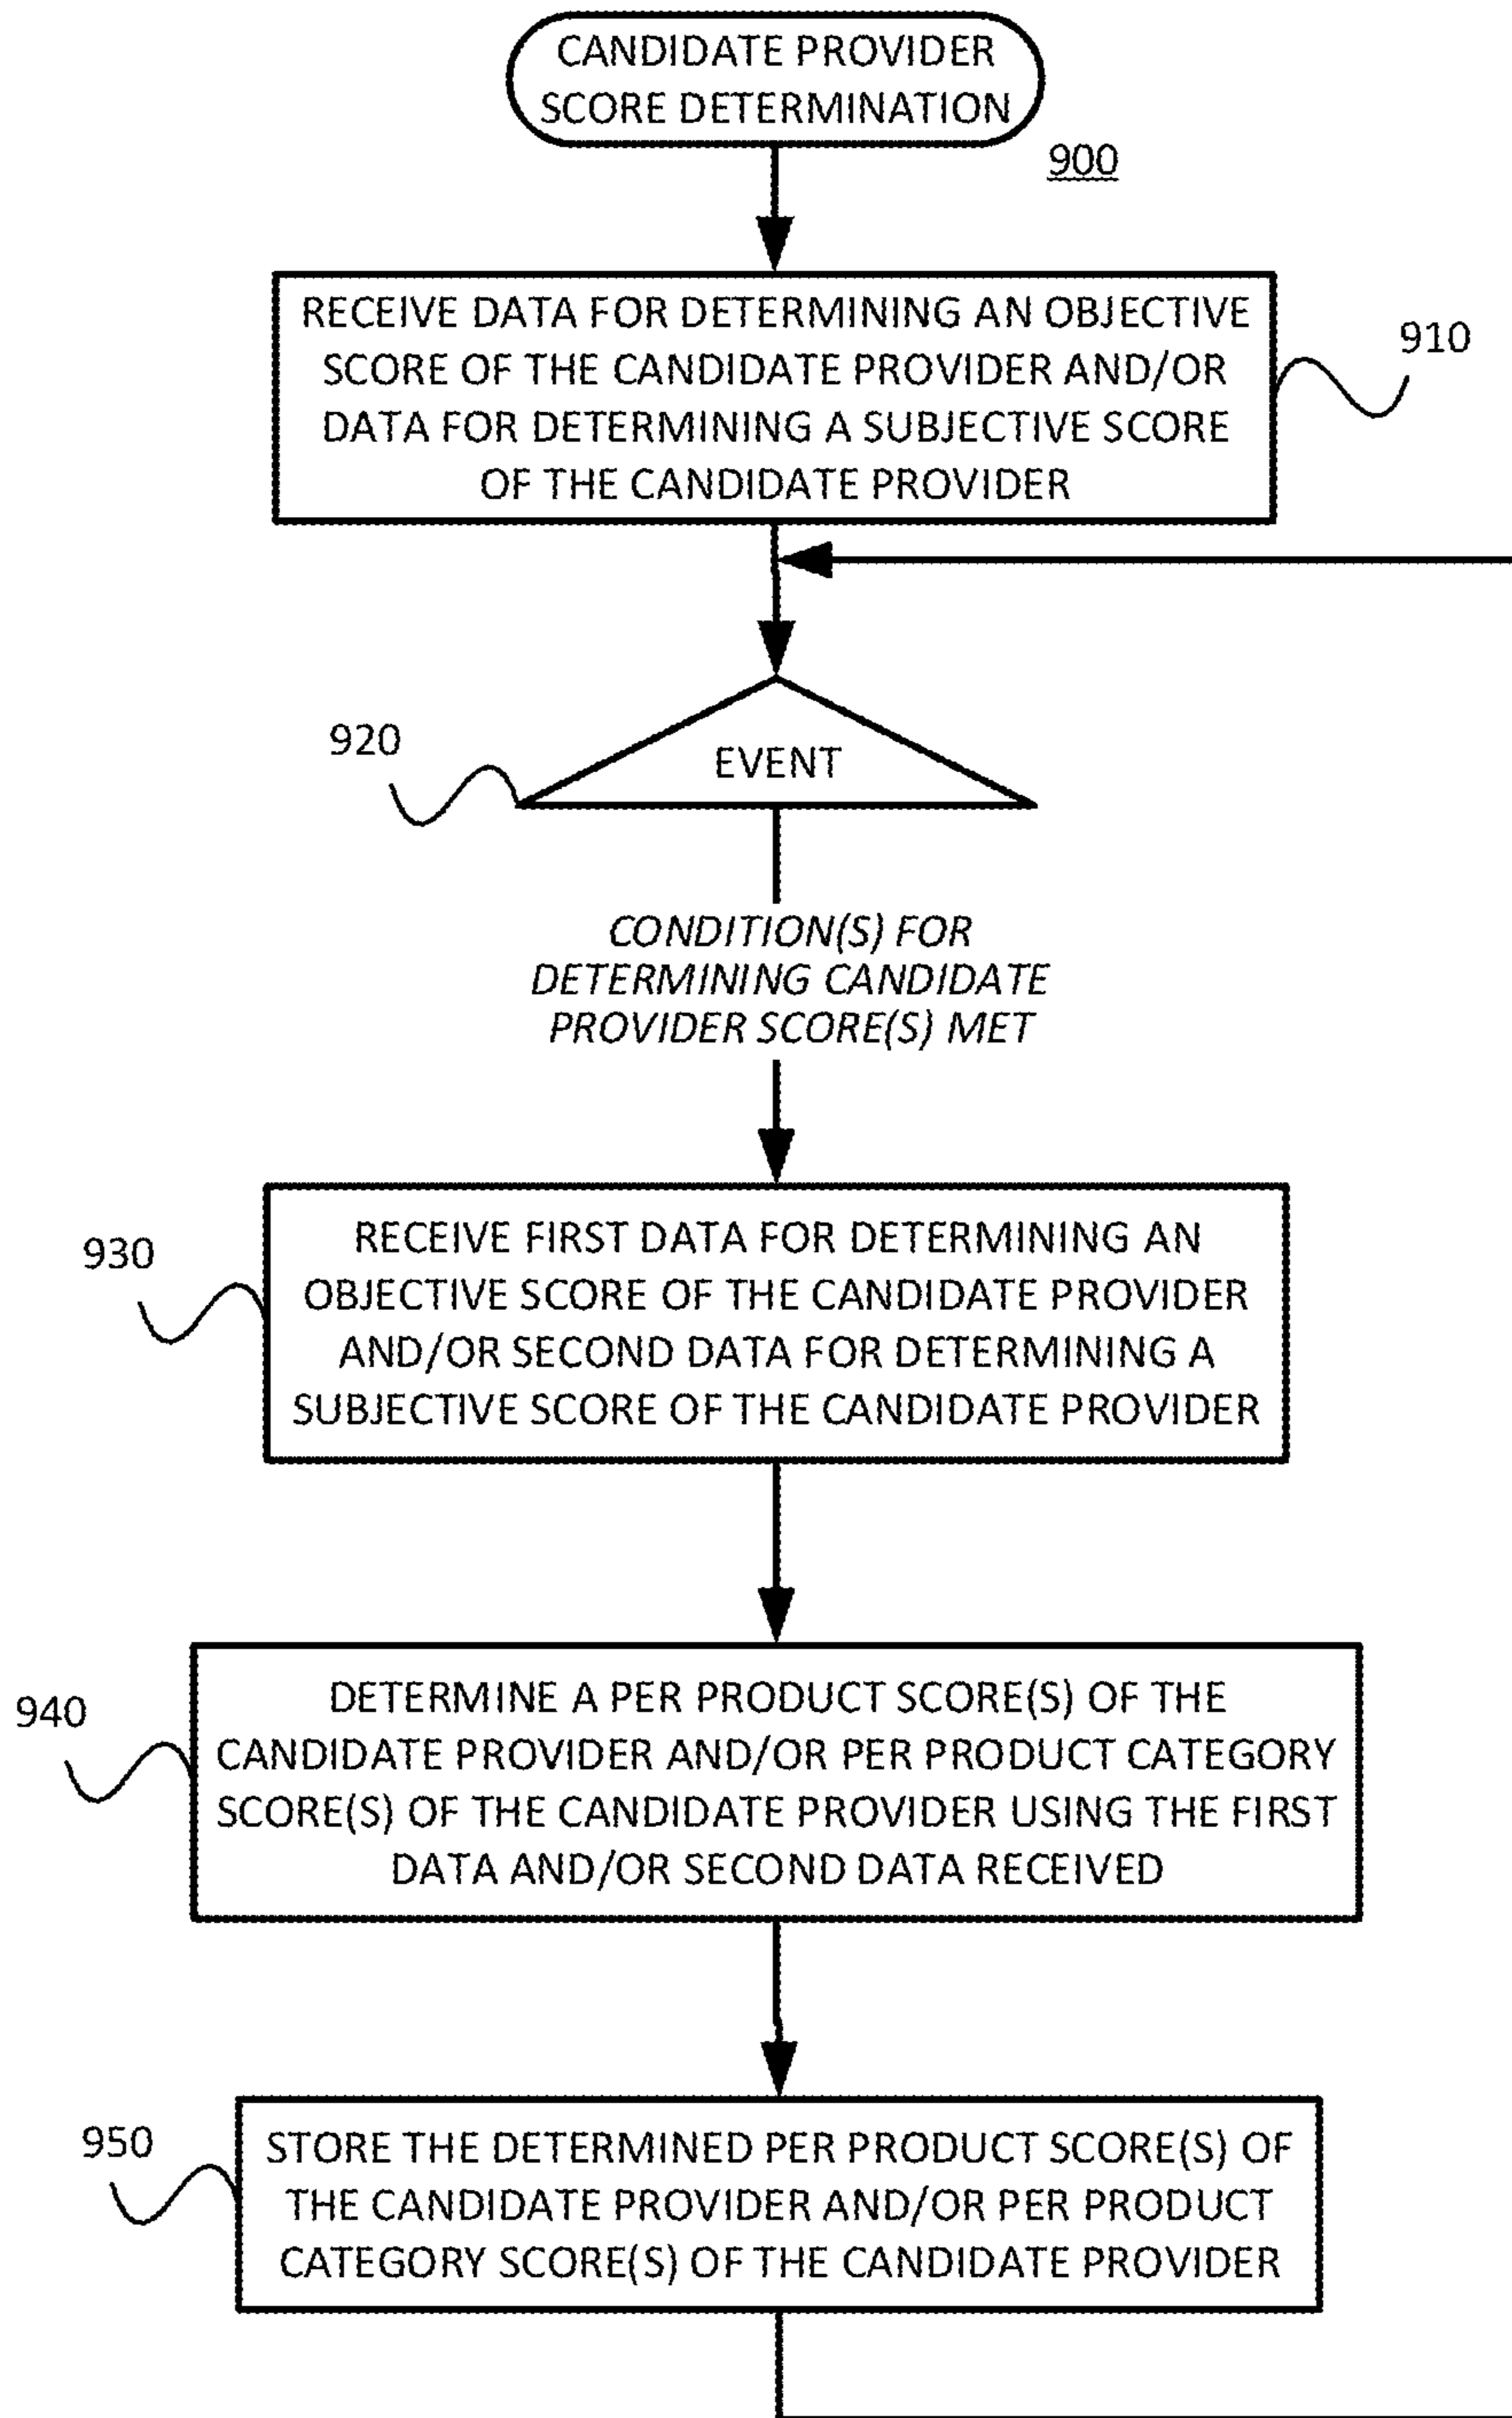 CANDIDATE PROVIDER
SCORE DETERMINATION
900
RECEIVE DATA FOR DETERMINING AN OBJECTIVE
SCORE OF THE CANDIDATE PROVIDER AND/OR
DATA FOR DETERMINING A SUBJECTIVE SCORE
OF THE CANDIDATE PROVIDER
910
920
EVENT
CONDITION(S) FOR
DETERMINING CANDIDATE
PROVIDER SCORE(S) MET
930
RECEIVE FIRST DATA FOR DETERMINING AN
OBJECTIVE SCORE OF THE CANDIDATE PROVIDER
AND/OR SECOND DATA FOR DETERMINING A
SUBJECTIVE SCORE OF THE CANDIDATE PROVIDER
940
DETERMINE A PER PRODUCT SCORE(S) OF THE
CANDIDATE PROVIDER AND/OR PER PRODUCT CATEGORY
SCORE(S) OF THE CANDIDATE PROVIDER USING THE FIRST
DATA AND/OR SECOND DATA RECEIVED
950
STORE THE DETERMINED PER PRODUCT SCORE(S) OF
THE CANDIDATE PROVIDER AND/OR PER PRODUCT
CATEGORY SCORE(S) OF THE CANDIDATE PROVIDER